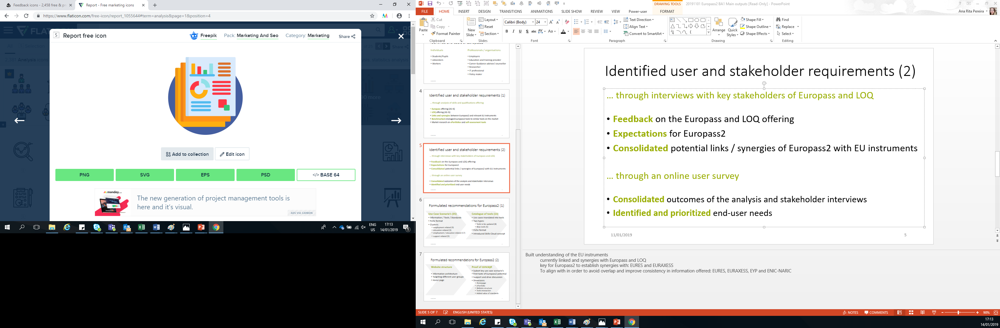 Feedback icons - 2,458 free & pr
Report - Free marketing icons
https://www.flaticon.com/free-icon/report_1055644#term=analysis&page=1&position=4
Report free icon
Freepik
Pack: Marketing And Seo
Category: Marketing
Share
Add to collection
Edit icon
PNG
SVG
EPS
PSD
</> BASE 64
monday.com
The new generation of project management tools is
here and it's visual.
ADS VIA CARBON
ENG
US
17:13
14/01/2019
DRAWING TOOLS
20191101 Europass2 BA1 Main outputs [Read-Only] - PowerPoint
FILE HOME INSERT DESIGN TRANSITIONS ANIMATIONS SLIDE SHOW REVIEW VIEW Power-user FORMAT
Ana Rita Pereira
Paste
Cut
Copy
Format Painter
Clipboard
New
Slide
Layout
Reset
Section
Slides
Calibri (Body) 24
Font
Text Direction
Align Text
Convert to SmartArt
Paragraph
Arrange
Quick
Styles
Shape Fill
Shape Outline
Shape Effects
Drawing
Find
Replace
Select
Editing
Individuals
• Students/Pupils
• Jobseekers
• Workers
Professionals / organisations
• Employers
• Education and training provider
• Career Guidance advisor/ counsellor
• Researcher
• IT professional
• Policy maker
4
Identified user and stakeholder requirements (1)
... through analysis of skills and qualifications offering
• Europass offering (AS IS)
• LOQ offering (AS IS)
• Links and synergies between Europass2 and relevant EU instruments
• Benchmarked envisaged Europass2 tools to similar tools on the market
• Market research on ePortfolios and self-assessment tools
5
Identified user and stakeholder requirements (2)
... through interviews with key stakeholders of Europass and LOQ
• Feedback on the Europass and LOQ offering
• Expectations for Europass2
• Consolidated potential links / synergies of Europass2 with EU instruments
... through an online user survey
• Consolidated outcomes of the analysis and stakeholder interviews
• Identified and prioritized end-user needs
6
Formulated recommendations for Europass2 (1)
Use Case Scenario's (35)
• Information / Tools / Standards
• Fiche format
• Clusters:
• employment related (9)
• education related (3)
• employment / education related (17)
• support related (9)
Catalogue of tools (13)
• Use cases translated into tools
• Two types:
• Tools to be updated (8)
• New tools (5)
• Fiche format
• Introduced Skills Cloud concept
7
Formulated recommendations for Europass2 (2)
Website structure
• Information architecture
• Targeting different user groups
• Home page
Proof of concept
• Subset key use case scenario's
• First taste of Europass2 potential
• Support and drive discussion
• Showcases:
• Homepage
• ePortfolio
• Website structure
• Tools interaction
• Added value of standards
Identified user and stakeholder requirements (2)
... through interviews with key stakeholders of Europass and LOQ
• Feedback on the Europass and LOQ offering
• Expectations for Europass2
• Consolidated potential links / synergies of Europass2 with EU instruments
... through an online user survey
• Consolidated outcomes of the analysis and stakeholder interviews
• Identified and prioritized end-user needs
11/01/2019
5
Built understanding of the EU instruments
currently linked and synergies with Europass and LOQ
key for Europass2 to establish synergies with: EURES and EURAXESS
To align with in order to avoid overlap and improve consistency in information offered: EURES, EURAXESS, EYP and ENIC-NARIC
SLIDE 5 OF 7
ENGLISH (UNITED STATES)
NOTES
COMMENTS
90%
17:13
14/01/2019